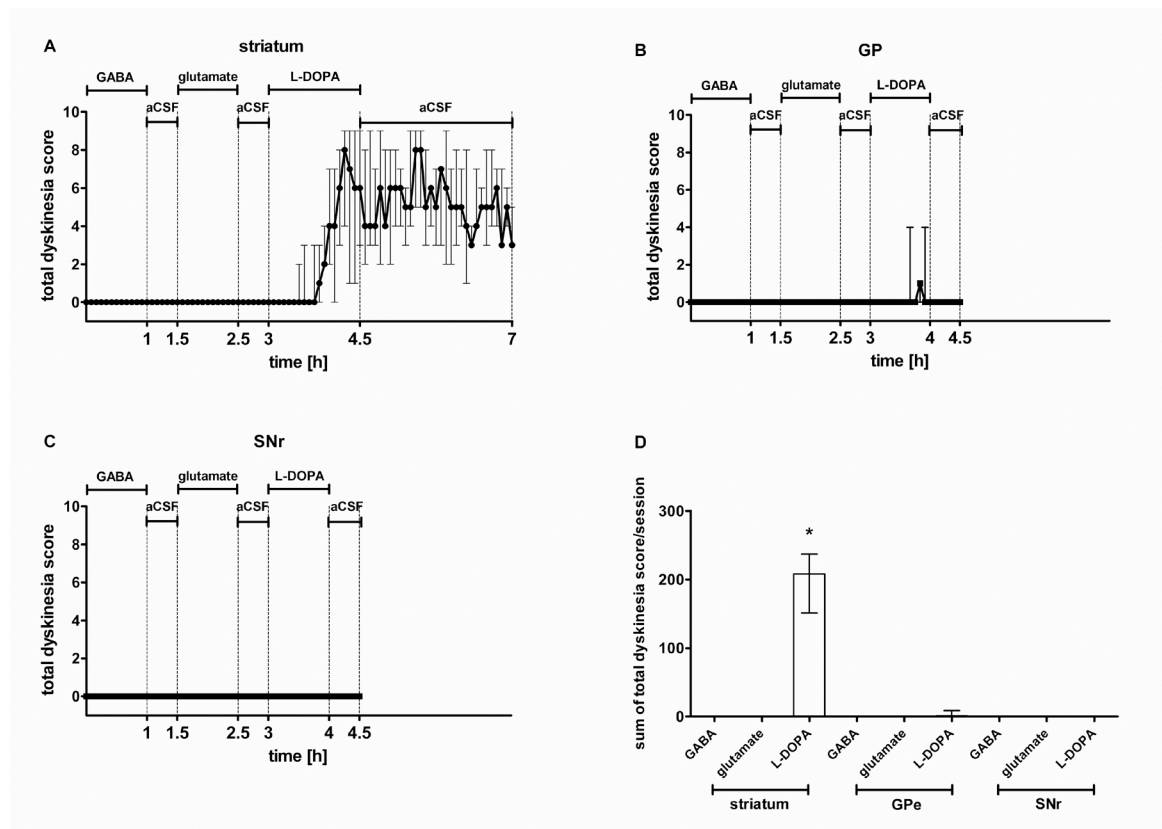 A
striatum
GABA
glutamate
L-DOPA
aCSF
aCSF
aCSF
total dyskinesia score
10
8
6
4
2
0
1
1.5
2.5
3
4.5
7
time [h]
B
GP
GABA
glutamate
L-DOPA
aCSF
aCSF
aCSF
total dyskinesia score
10
8
6
4
2
0
1
1.5
2.5
3
4
4.5
time [h]
C
SNr
GABA
glutamate
L-DOPA
aCSF
aCSF
aCSF
total dyskinesia score
10
8
6
4
2
0
1
1.5
2.5
3
4
4.5
time [h]
D
sum of total dyskinesia score/session
300
200
100
0
*
GABA
glutamate
L-DOPA
GABA
glutamate
L-DOPA
GABA
glutamate
L-DOPA
striatum
GPe
SNr